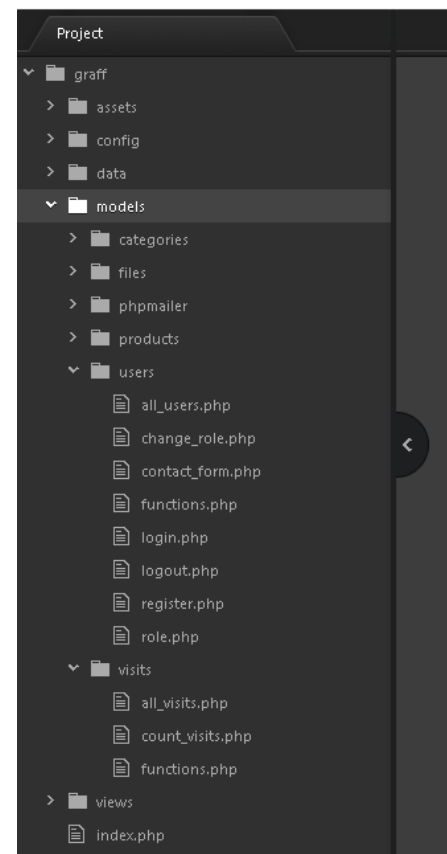 Project
graff
assets
config
data
models
categories
files
phpmailer
products
users
all_users.php
change_role.php
contact_form.php
functions.php
login.php
logout.php
register.php
role.php
visits
all_visits.php
count_visits.php
functions.php
views
index.php